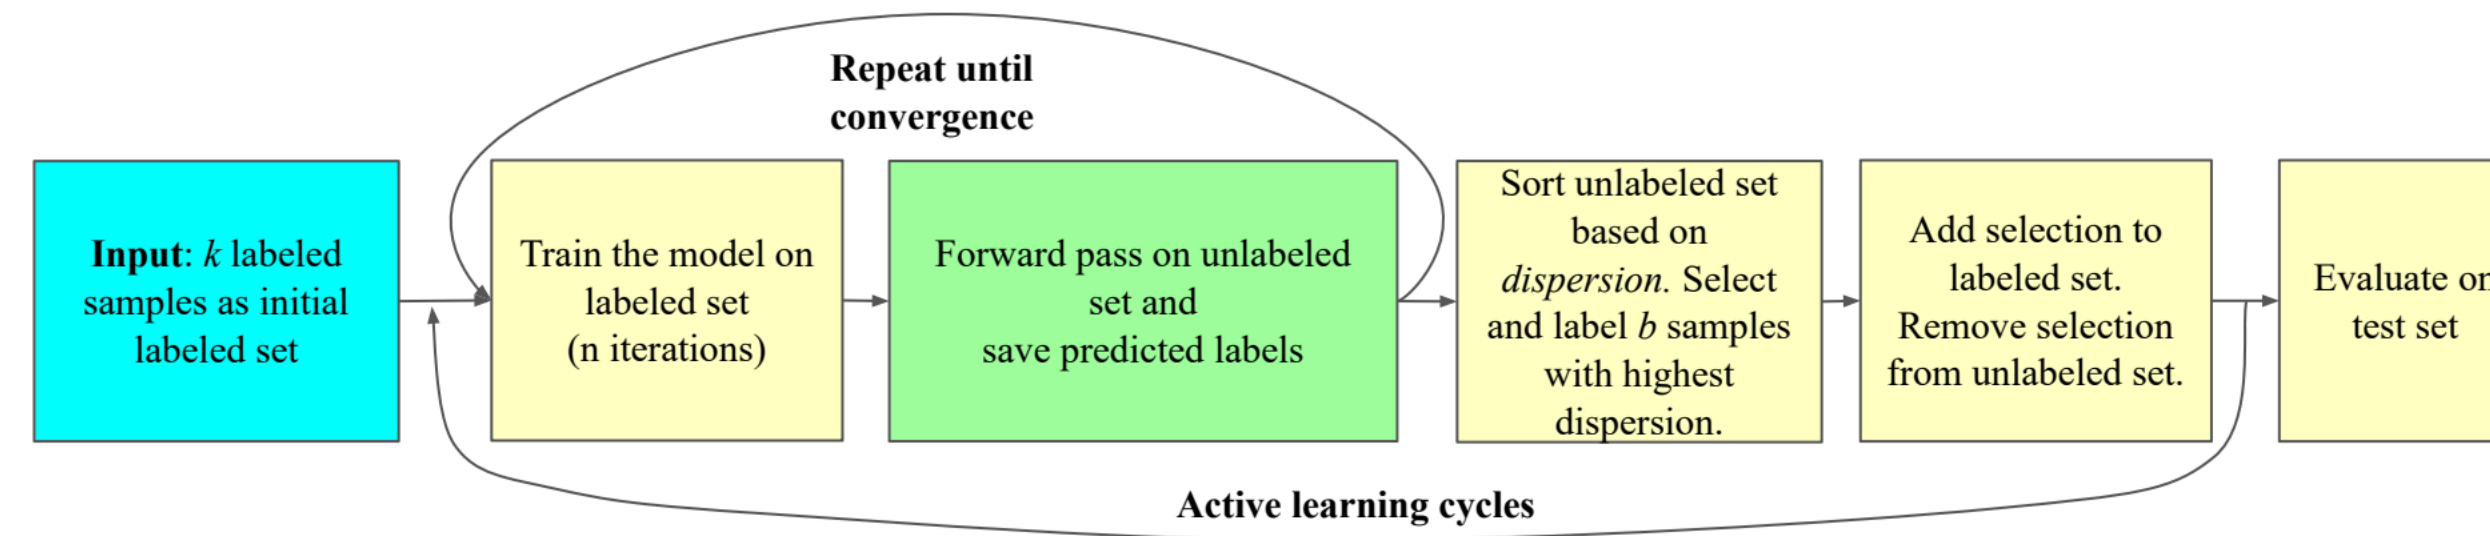 Repeat until
convergence
Input: k labeled
samples as initial
labeled set
Train the model on
labeled set
(n iterations)
Forward pass on unlabeled
set and
save predicted labels
Sort unlabeled set
based on
dispersion. Select
and label b samples
with highest
dispersion.
Add selection to
labeled set.
Remove selection
from unlabeled set.
Evaluate on
test set
Active learning cycles